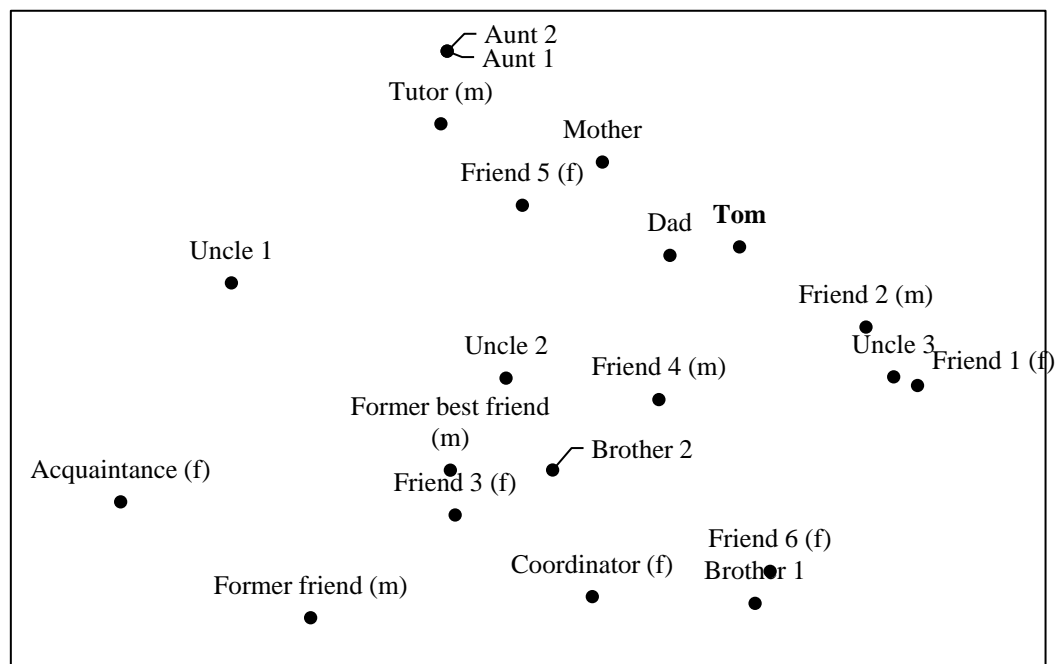 Aunt 2
Aunt 1
Tutor (m)
Mother
Friend 5 (f)
Tom
Dad
Uncle 1
Friend 2 (m)
Uncle 2
Uncle 3
Friend 1 (f)
Friend 4 (m)
Former best friend
(m)
Brother 2
Acquaintance (f)
Friend 3 (f)
Friend 6 (f)
Coordinator (f)
Brother 1
Former friend (m)